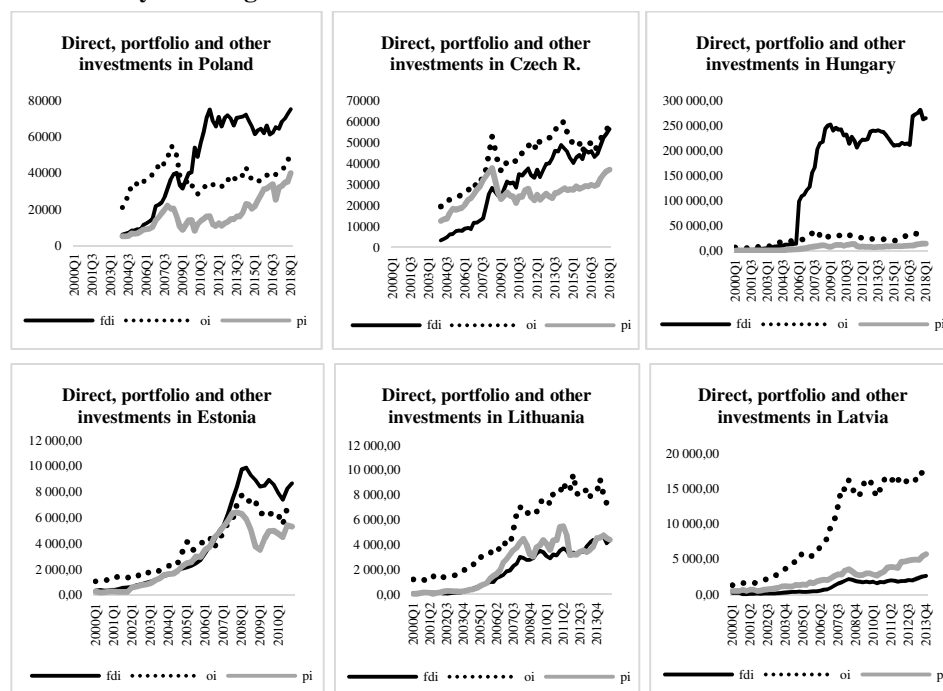 Direct, portfolio and other
investments in Poland
80000
60000
40000
20000
0
2000Q1
2001Q3
2003Q1
2004Q3
2006Q1
2007Q3
2009Q1
2010Q3
2012Q1
2013Q3
2015Q1
2016Q3
2018Q1
fdi oi pi
Direct, portfolio and other
investments in Czech R.
70000
60000
50000
40000
30000
20000
10000
0
2000Q1
2001Q3
2003Q1
2004Q3
2006Q1
2007Q3
2009Q1
2010Q3
2012Q1
2013Q3
2015Q1
2016Q3
2018Q1
fdi oi pi
Direct, portfolio and other
investments in Hungary
300 000,00
250 000,00
200 000,00
150 000,00
100 000,00
50 000,00
0,00
2000Q1
2001Q3
2003Q1
2004Q3
2006Q1
2007Q3
2009Q1
2010Q3
2012Q1
2013Q3
2015Q1
2016Q3
2018Q1
fdi oi pi
Direct, portfolio and other
investments in Estonia
12 000,00
10 000,00
8 000,00
6 000,00
4 000,00
2 000,00
0,00
2000Q1
2001Q1
2002Q1
2003Q1
2004Q1
2005Q1
2006Q1
2007Q1
2008Q1
2009Q1
2010Q1
fdi oi pi
Direct, portfolio and other
investments in Lithuania
12 000,00
10 000,00
8 000,00
6 000,00
4 000,00
2 000,00
0,00
2000Q1
2001Q2
2002Q3
2003Q4
2005Q1
2006Q2
2007Q3
2008Q4
2010Q1
2011Q2
2012Q3
2013Q4
fdi oi pi
Direct, portfolio and other
investments in Latvia
20 000,00
15 000,00
10 000,00
5 000,00
0,00
2000Q1
2001Q2
2002Q3
2003Q4
2005Q1
2006Q2
2007Q3
2008Q4
2010Q1
2011Q2
2012Q3
2013Q4
fdi oi pi